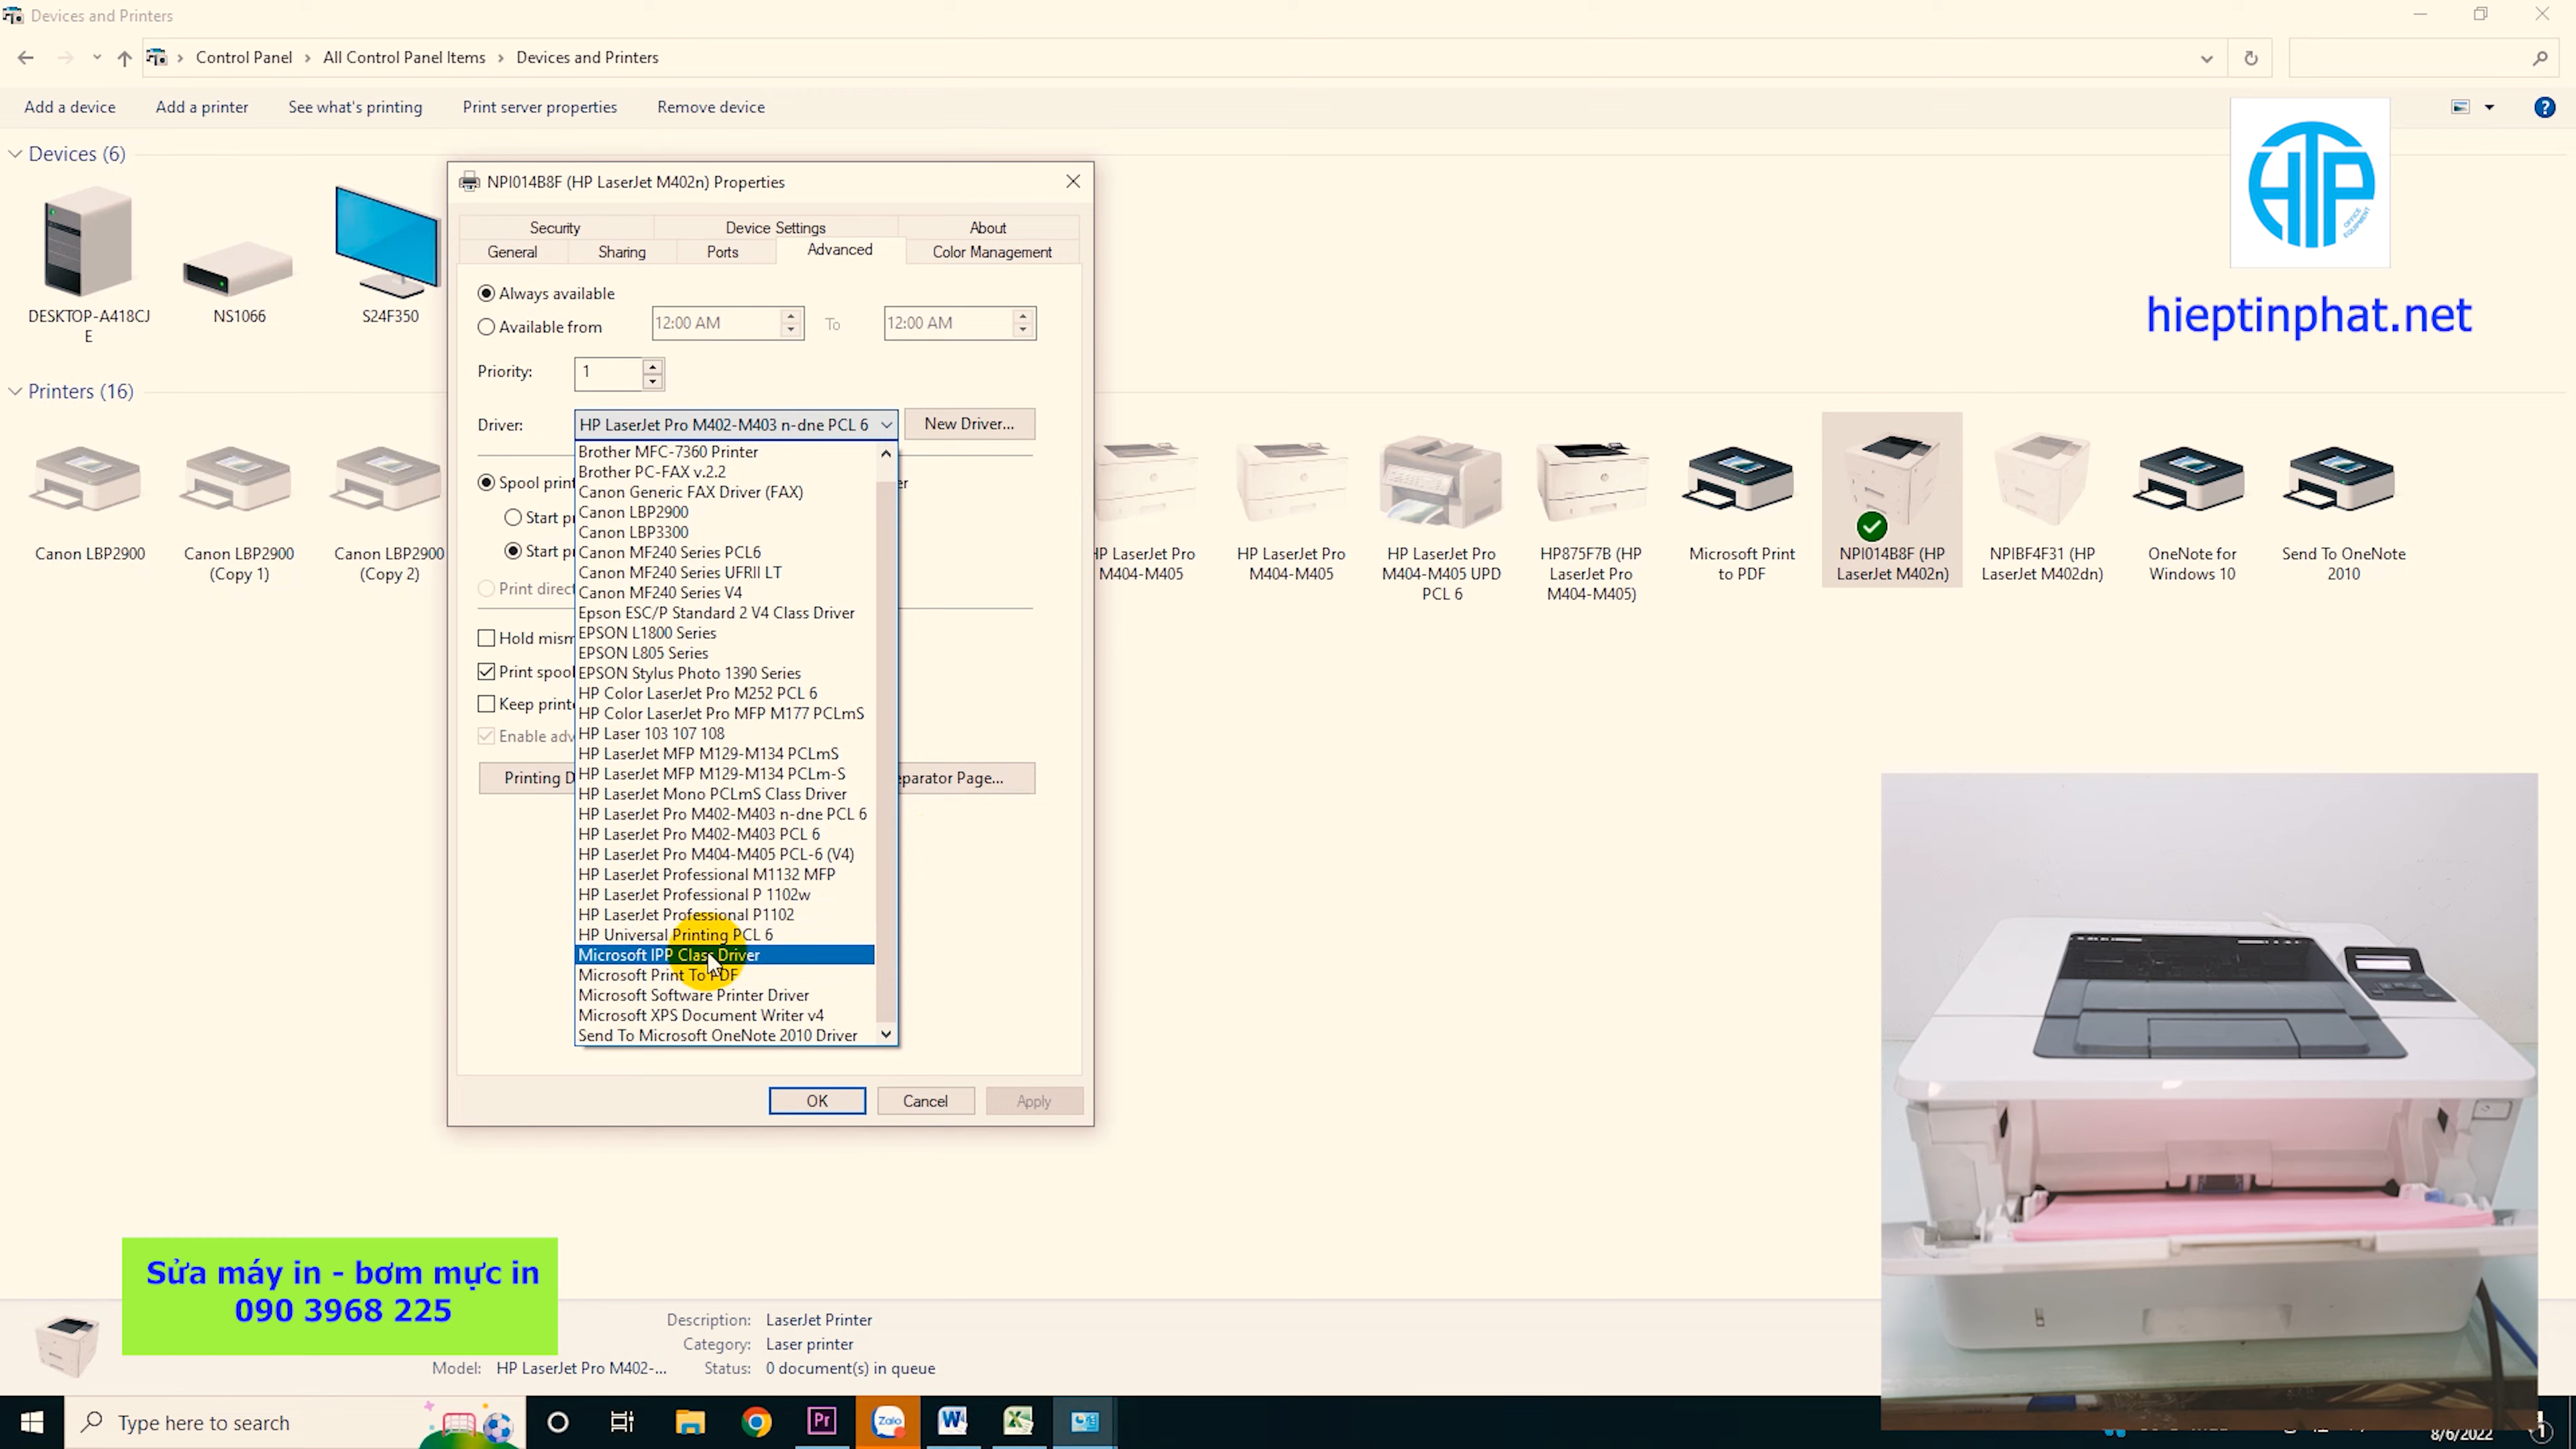 Devices and Printers
Control Panel > All Control Panel Items > Devices and Printers
Add a device Add a printer See what's printing Print server properties Remove device
HTP
OFFICE EQUIPMENT
hieptinphat.net
Devices (6)
DESKTOP-A418CJ
E
NS1066
S24F350
Printers (16)
Canon LBP2900
Canon LBP2900
(Copy 1)
Canon LBP2900
(Copy 2)
HP LaserJet Pro
M404-M405
HP LaserJet Pro
M404-M405
HP LaserJet Pro
M404-M405 UPD
PCL 6
HP875F7B (HP
LaserJet Pro
M404-M405)
Microsoft Print
to PDF
NPI014B8F (HP
LaserJet M402n)
NPIBF4F31 (HP
LaserJet M402dn)
OneNote for
Windows 10
Send To OneNote
2010
NPI014B8F (HP LaserJet M402n) Properties
Security Device Settings About
General Sharing Ports Advanced Color Management
Always available
Available from 12:00 AM To 12:00 AM
Priority: 1
Driver: HP LaserJet Pro M402-M403 n-dne PCL 6 New Driver...
Spool print er
Start pr
Start pr
Print direc
Hold mism
Print spool
Keep printe
Enable adv
Printing D eparator Page...
Brother MFC-7360 Printer
Brother PC-FAX v.2.2
Canon Generic FAX Driver (FAX)
Canon LBP2900
Canon LBP3300
Canon MF240 Series PCL6
Canon MF240 Series UFRII LT
Canon MF240 Series V4
Epson ESC/P Standard 2 V4 Class Driver
EPSON L1800 Series
EPSON L805 Series
EPSON Stylus Photo 1390 Series
HP Color LaserJet Pro M252 PCL 6
HP Color LaserJet Pro MFP M177 PCLmS
HP Laser 103 107 108
HP LaserJet MFP M129-M134 PCLmS
HP LaserJet MFP M129-M134 PCLm-S
HP LaserJet Mono PCLmS Class Driver
HP LaserJet Pro M402-M403 n-dne PCL 6
HP LaserJet Pro M402-M403 PCL 6
HP LaserJet Pro M404-M405 PCL-6 (V4)
HP LaserJet Professional M1132 MFP
HP LaserJet Professional P 1102w
HP LaserJet Professional P1102
HP Universal Printing PCL 6
Microsoft IPP Class Driver
Microsoft Print To PDF
Microsoft Software Printer Driver
Microsoft XPS Document Writer v4
Send To Microsoft OneNote 2010 Driver
OK Cancel Apply
Sửa máy in - bơm mực in
090 3968 225
Description: LaserJet Printer
Category: Laser printer
Model: HP LaserJet Pro M402-... Status: 0 document(s) in queue
Type here to search
Pr
Zalo
8/6/2022
1